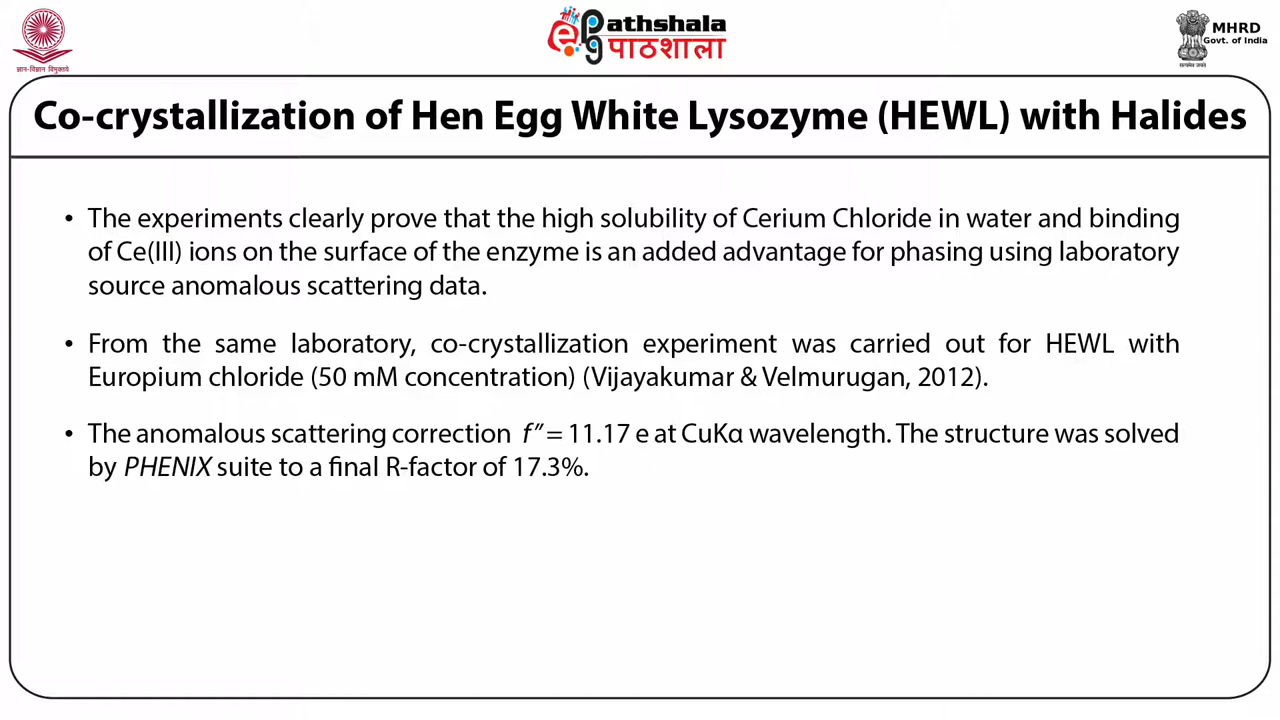 ज्ञान-विज्ञान विमुक्तये
ePGpathshala
पाठशाला
MHRD
Govt. of India
सत्यमेव जयते
Co-crystallization of Hen Egg White Lysozyme (HEWL) with Halides
• The experiments clearly prove that the high solubility of Cerium Chloride in water and binding
of Ce(III) ions on the surface of the enzyme is an added advantage for phasing using laboratory
source anomalous scattering data.
• From the same laboratory, co-crystallization experiment was carried out for HEWL with
Europium chloride (50 mM concentration) (Vijayakumar & Velmurugan, 2012).
• The anomalous scattering correction f″ = 11.17 e at CuKα wavelength. The structure was solved
by PHENIX suite to a final R-factor of 17.3%.